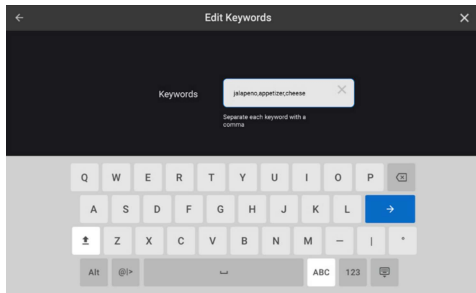 Edit Keywords
Keywords
jalapeno,appetizer,cheese
Separate each keyword with a
comma
Q W E R T Y U I O P
A S D F G H J K L
Z X C V B N M – | "
Alt @|> ABC 123